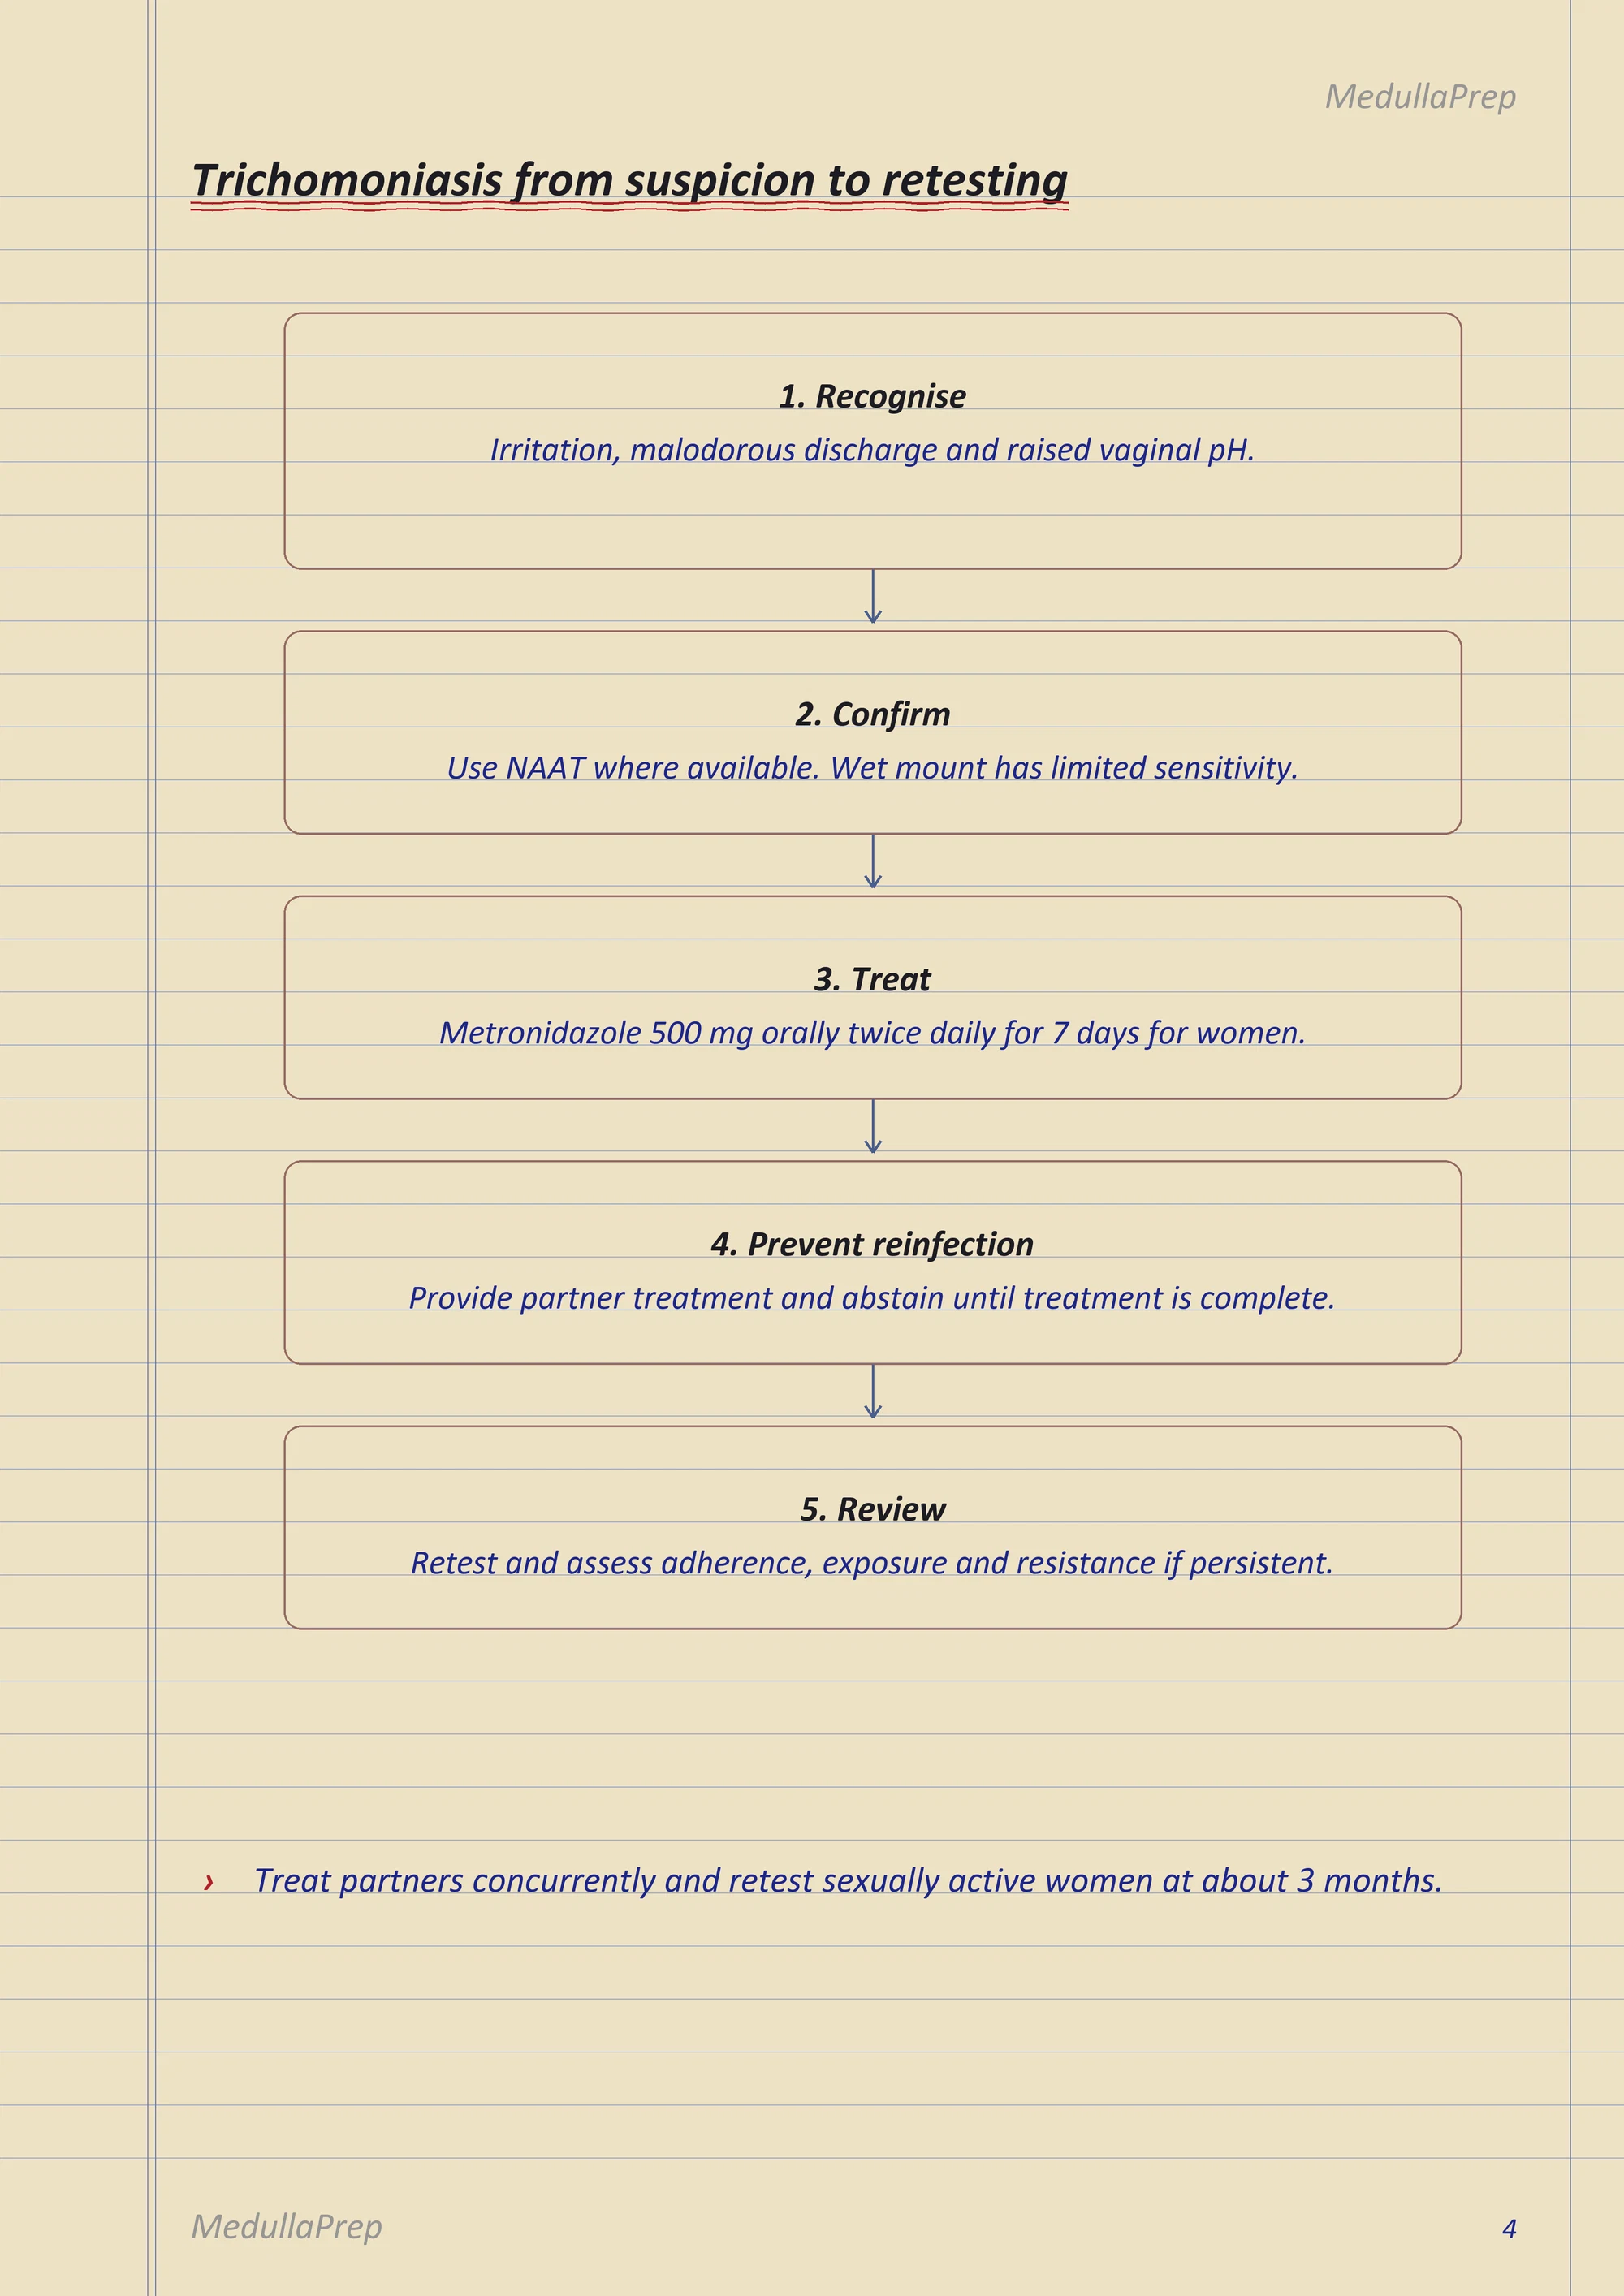 MedullaPrep
Trichomoniasis from suspicion to retesting
1. Recognise
Irritation, malodorous discharge and raised vaginal pH.
2. Confirm
Use NAAT where available. Wet mount has limited sensitivity.
3. Treat
Metronidazole 500 mg orally twice daily for 7 days for women.
4. Prevent reinfection
Provide partner treatment and abstain until treatment is complete.
5. Review
Retest and assess adherence, exposure and resistance if persistent.
› Treat partners concurrently and retest sexually active women at about 3 months.
MedullaPrep
4